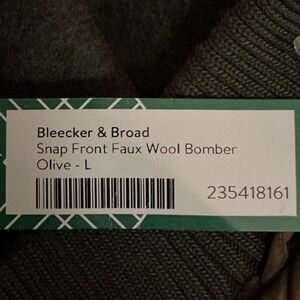 Bleecker & Broad
Snap Front Faux Wool Bomber
Olive - L
235418161